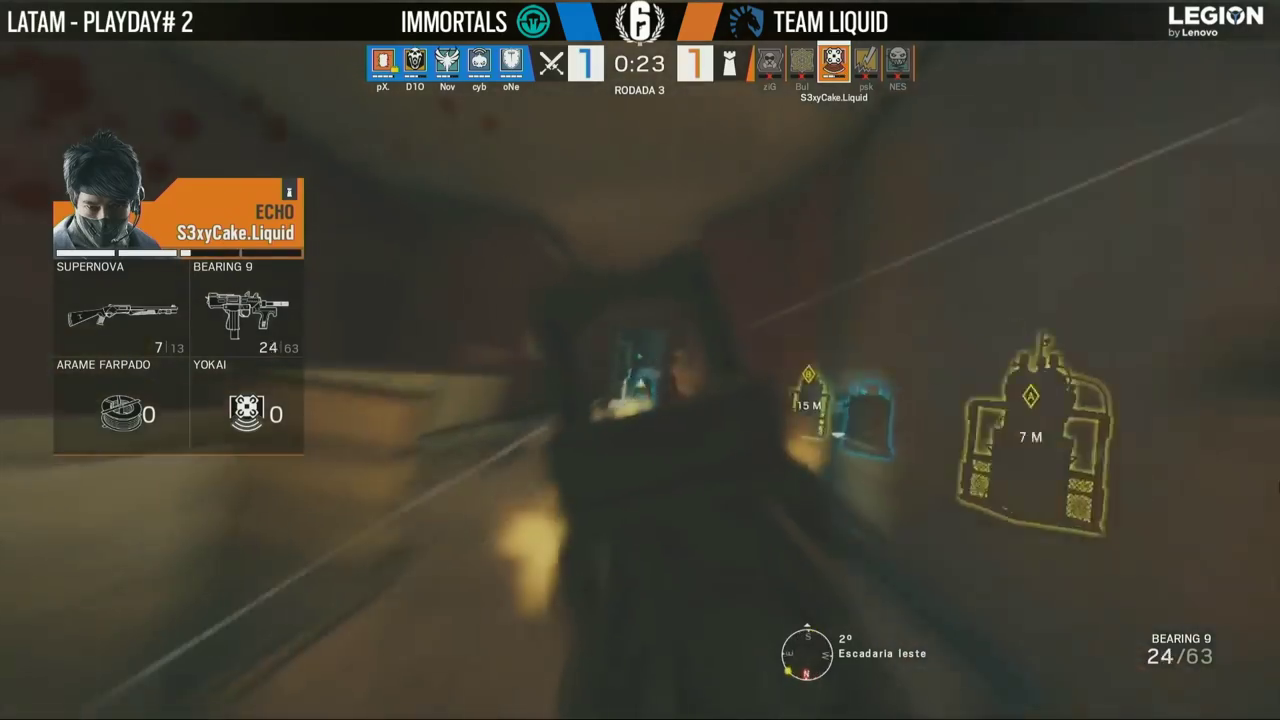 LATAM - PLAYDAY# 2
IMMORTALS
TEAM LIQUID
LEGION
by Lenovo
pX. D1O Nov cyb oNe
1 0:23 1
RODADA 3
ziG Bul S3xyCake.Liquid psk NES
ECHO
S3xyCake.Liquid
SUPERNOVA BEARING 9
7|13 24|63
ARAME FARPADO YOKAI
0 0
B
15 M
A
7 M
S
E W
N
2º
Escadaria leste
BEARING 9
24/63